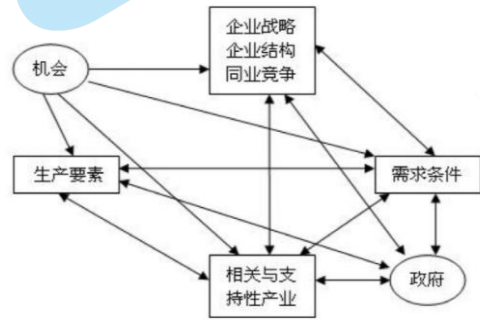 企业战略
企业结构
同业竞争
机会
生产要素
需求条件
相关与支
持性产业
政府